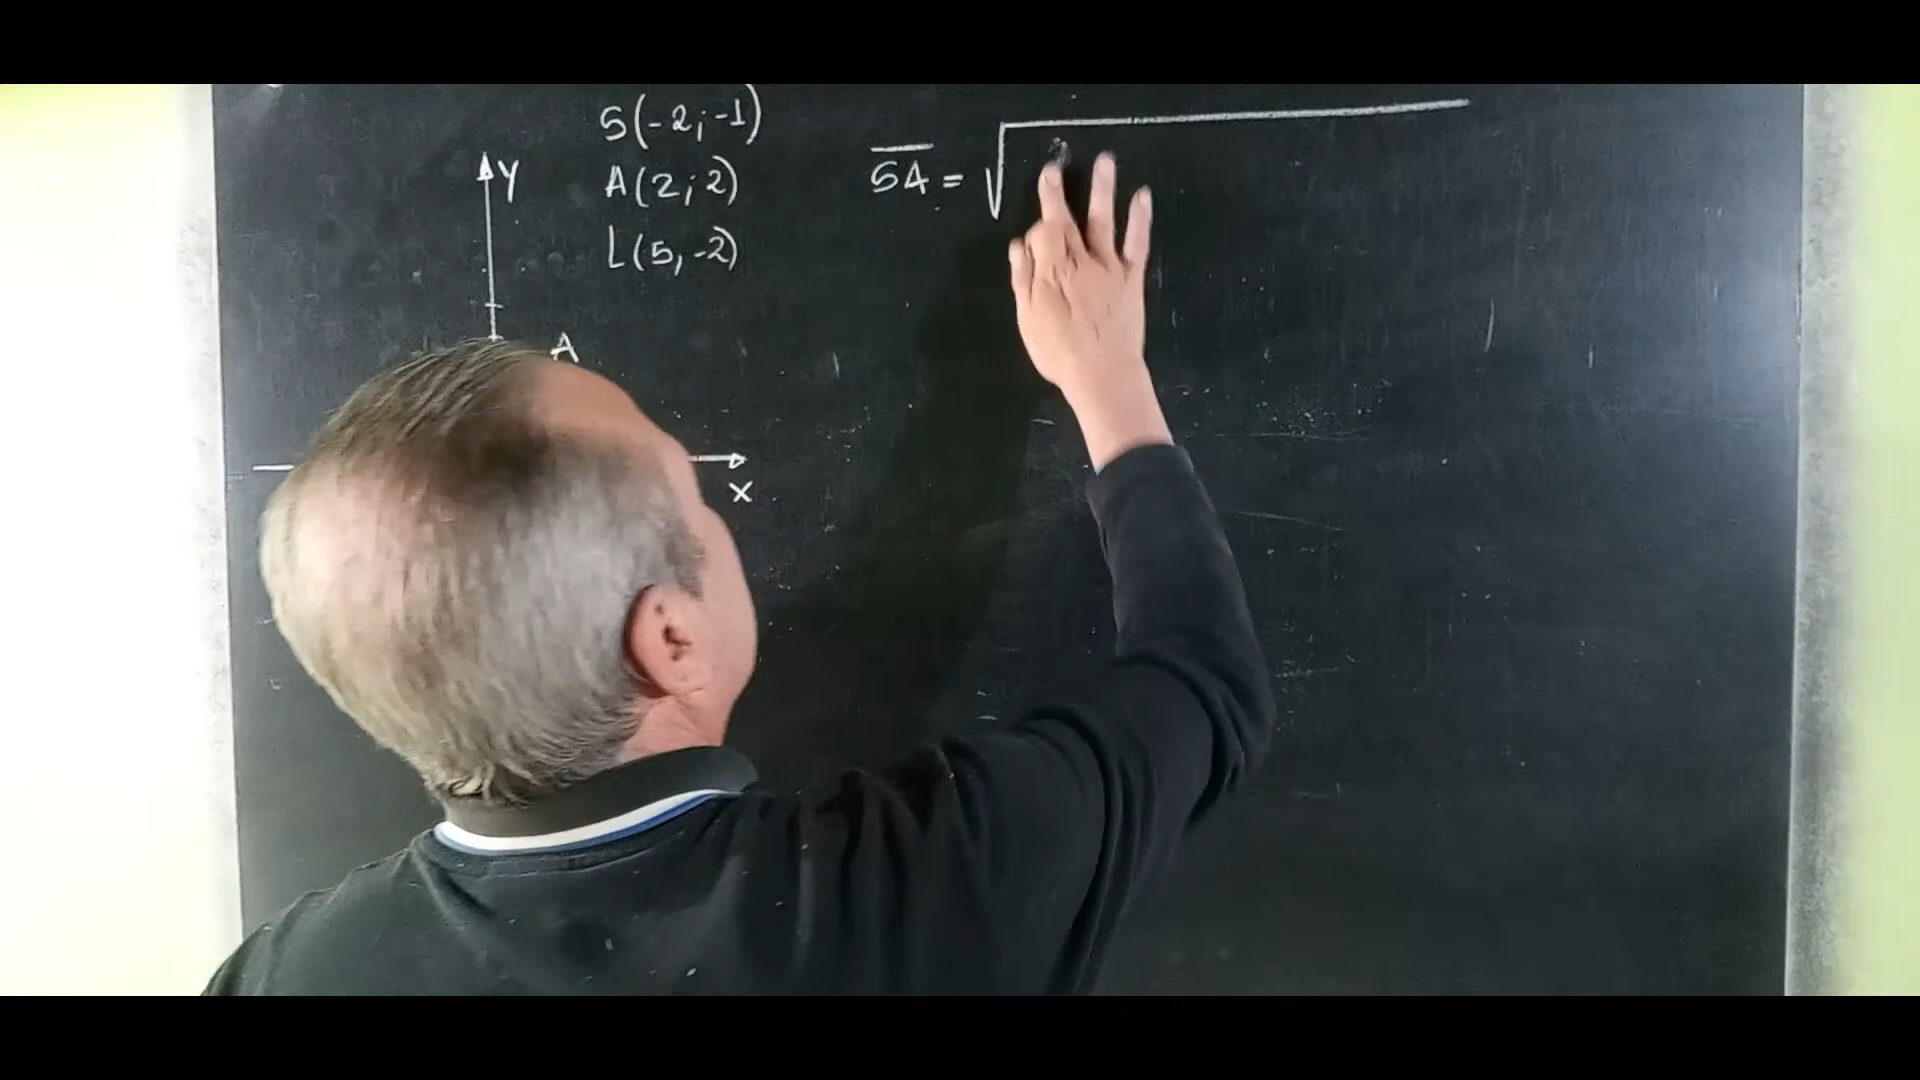 S(-2;-1)
A(2;2)
L(5,-2)
SA = √
Y
A
X